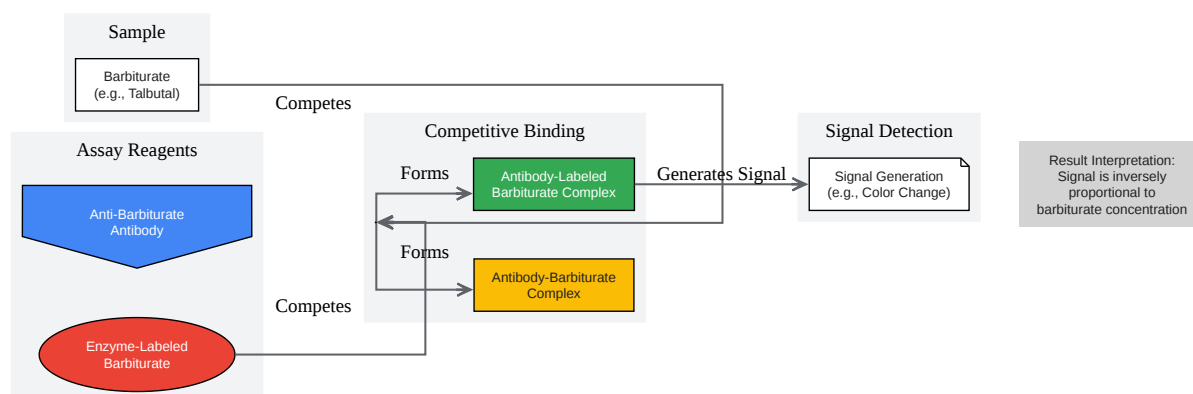 Sample
Barbiturate
(e.g., Talbutal)
Competes
Assay Reagents
Anti-Barbiturate
Antibody
Competes
Enzyme-Labeled
Barbiturate
Competitive Binding
Forms
Antibody-Labeled
Barbiturate Complex
Forms
Antibody-Barbiturate
Complex
Generates Signal
Signal Detection
Signal Generation
(e.g., Color Change)
Result Interpretation:
Signal is inversely
proportional to
barbiturate concentration